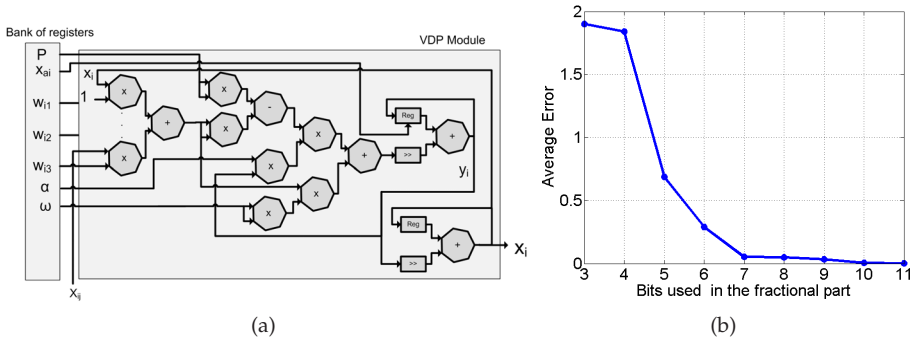 Bank of registers
VDP Module
P
x_ai
w_i1
w_i2
w_i3
α
ω
x_ij
x_i
1
x
x
+
x
x
-
x
x
x
x
+
Reg
>>
+
y_i
Reg
>>
+
x_i
(a)
2
1.5
1
0.5
0
Average Error
3 4 5 6 7 8 9 10 11
Bits used in the fractional part
(b)